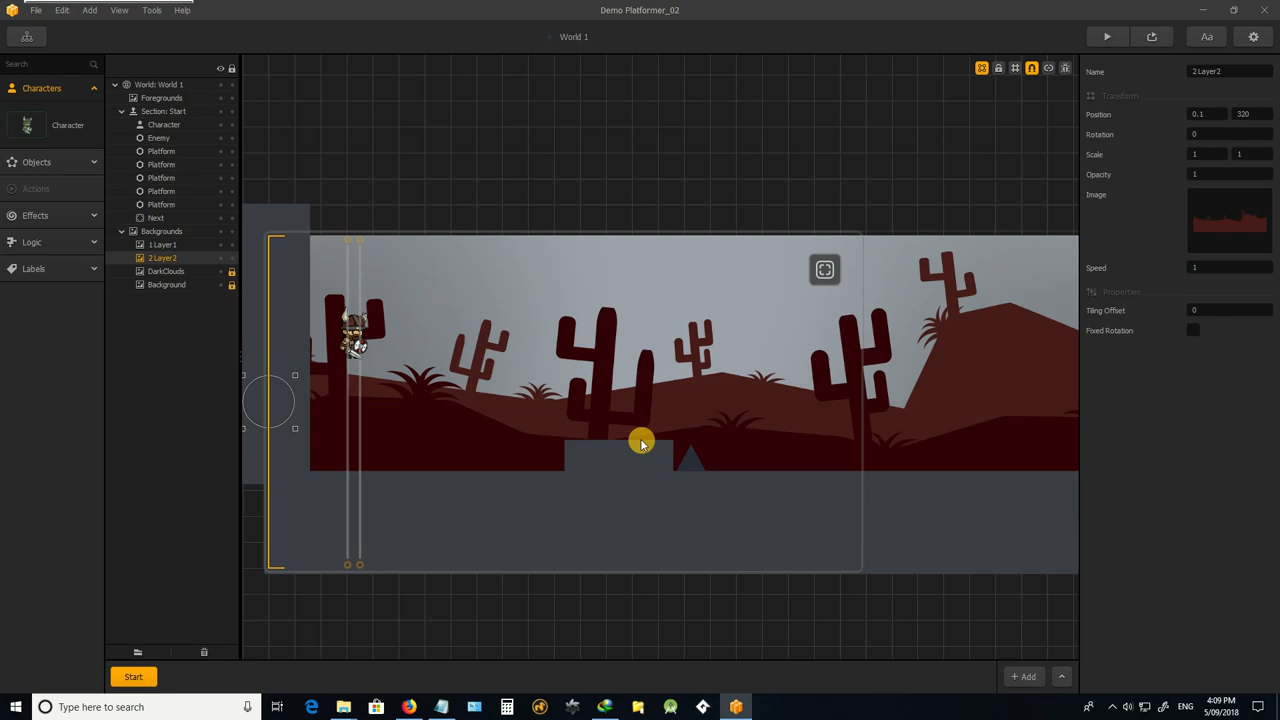 File Edit Add View Tools Help
Demo Platformer_02
World 1
Aa
Search
Characters
Character
Objects
Actions
Effects
Logic
Labels
World: World 1
Foregrounds
Section: Start
Character
Enemy
Platform
Platform
Platform
Platform
Platform
Next
Backgrounds
1 Layer1
2 Layer2
DarkClouds
Background
Name 2 Layer2
Transform
Position 0.1 320
Rotation 0
Scale 1 1
Opacity 1
Image
Speed 1
Properties
Tiling Offset 0
Fixed Rotation
Start
+ Add
Type here to search
ENG
4:09 PM
5/09/2018